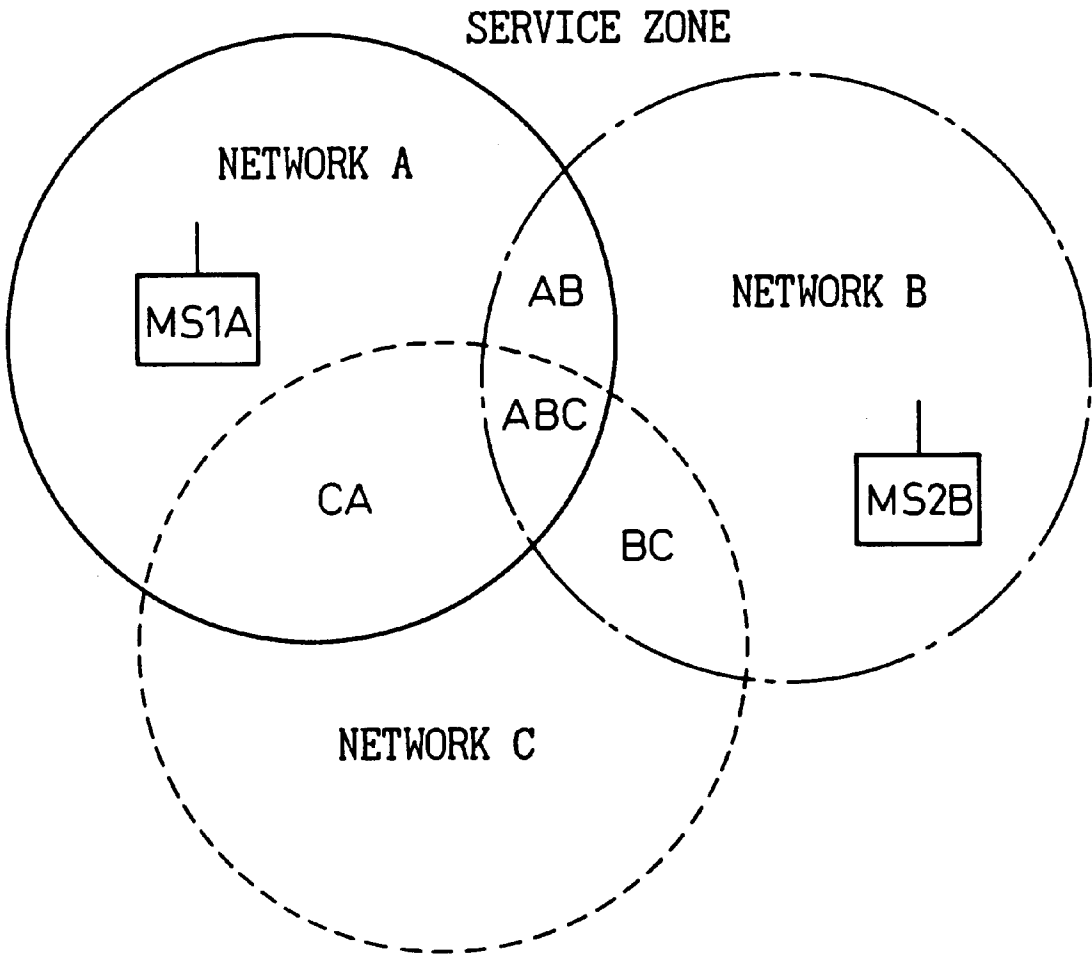 SERVICE ZONE
NETWORK A
MS1A
AB
NETWORK B
ABC
CA
MS2B
BC
NETWORK C